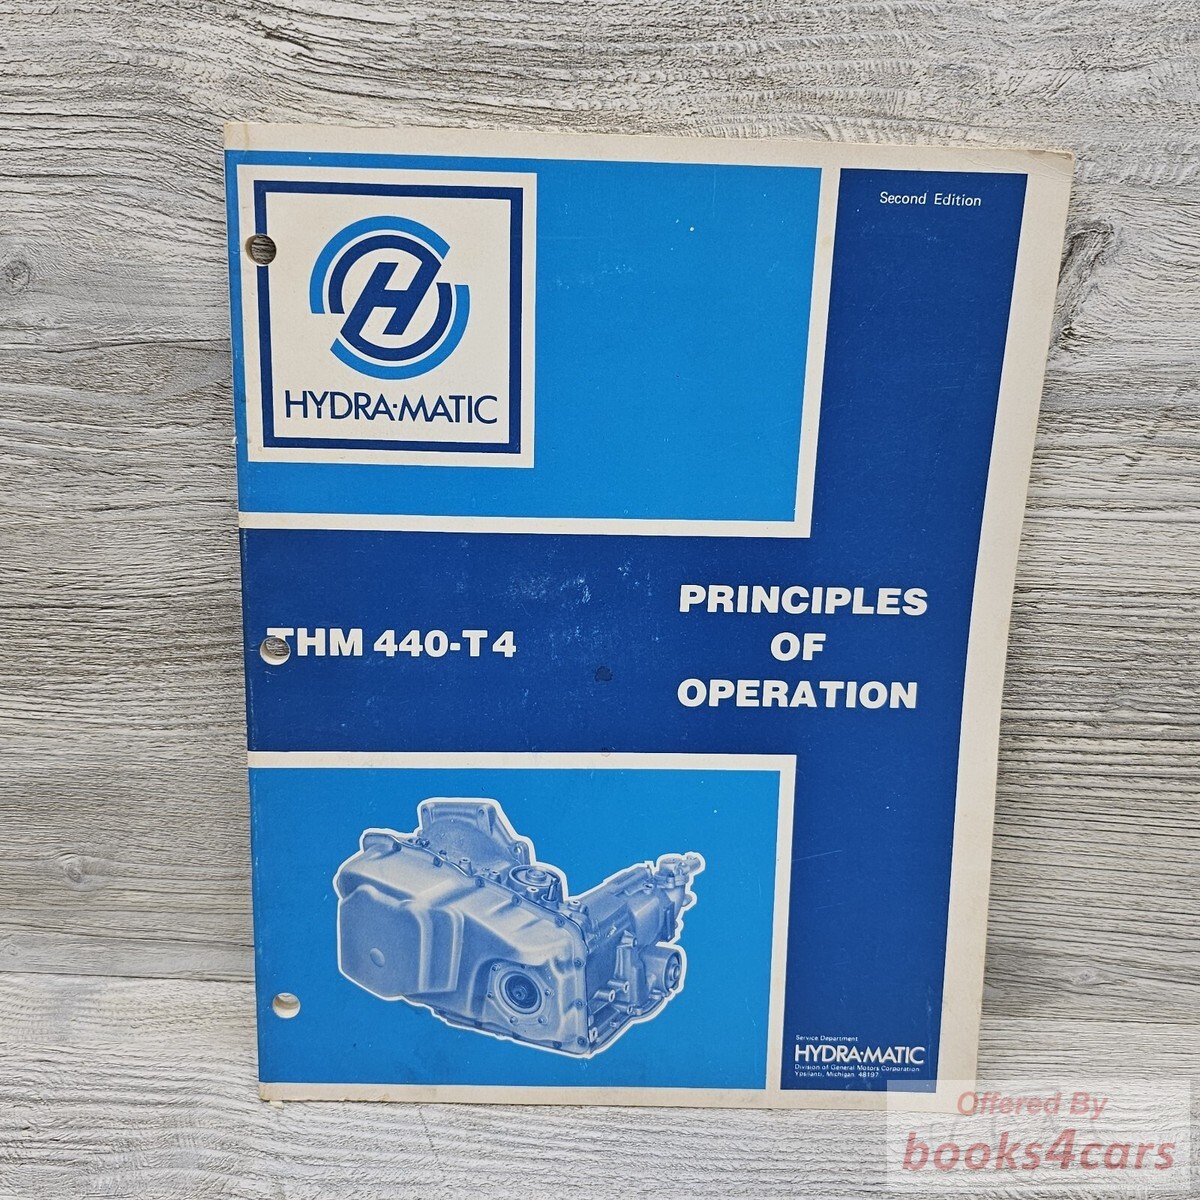 Second Edition
H
HYDRA·MATIC
THM 440-T4
PRINCIPLES
OF
OPERATION
Service Department
HYDRA·MATIC
Division of General Motors Corporation
Ypsilanti, Michigan 48197
Offered By
books4cars